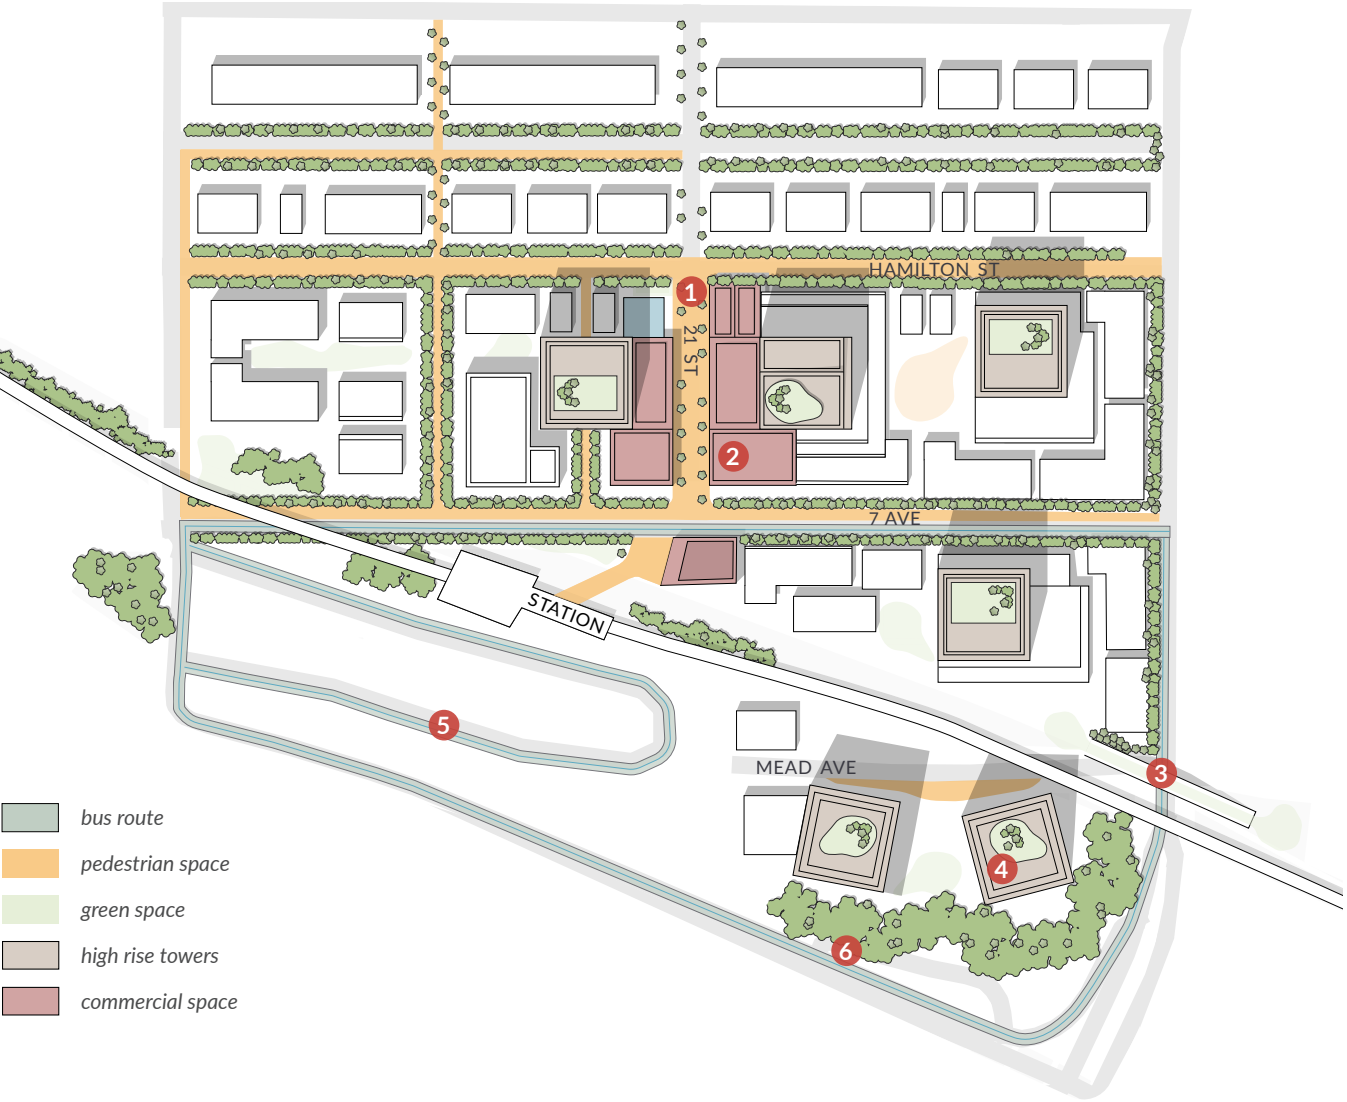 HAMILTON ST
1
21 ST
2
7 AVE
STATION
5
MEAD AVE
3
4
6
bus route
pedestrian space
green space
high rise towers
commercial space